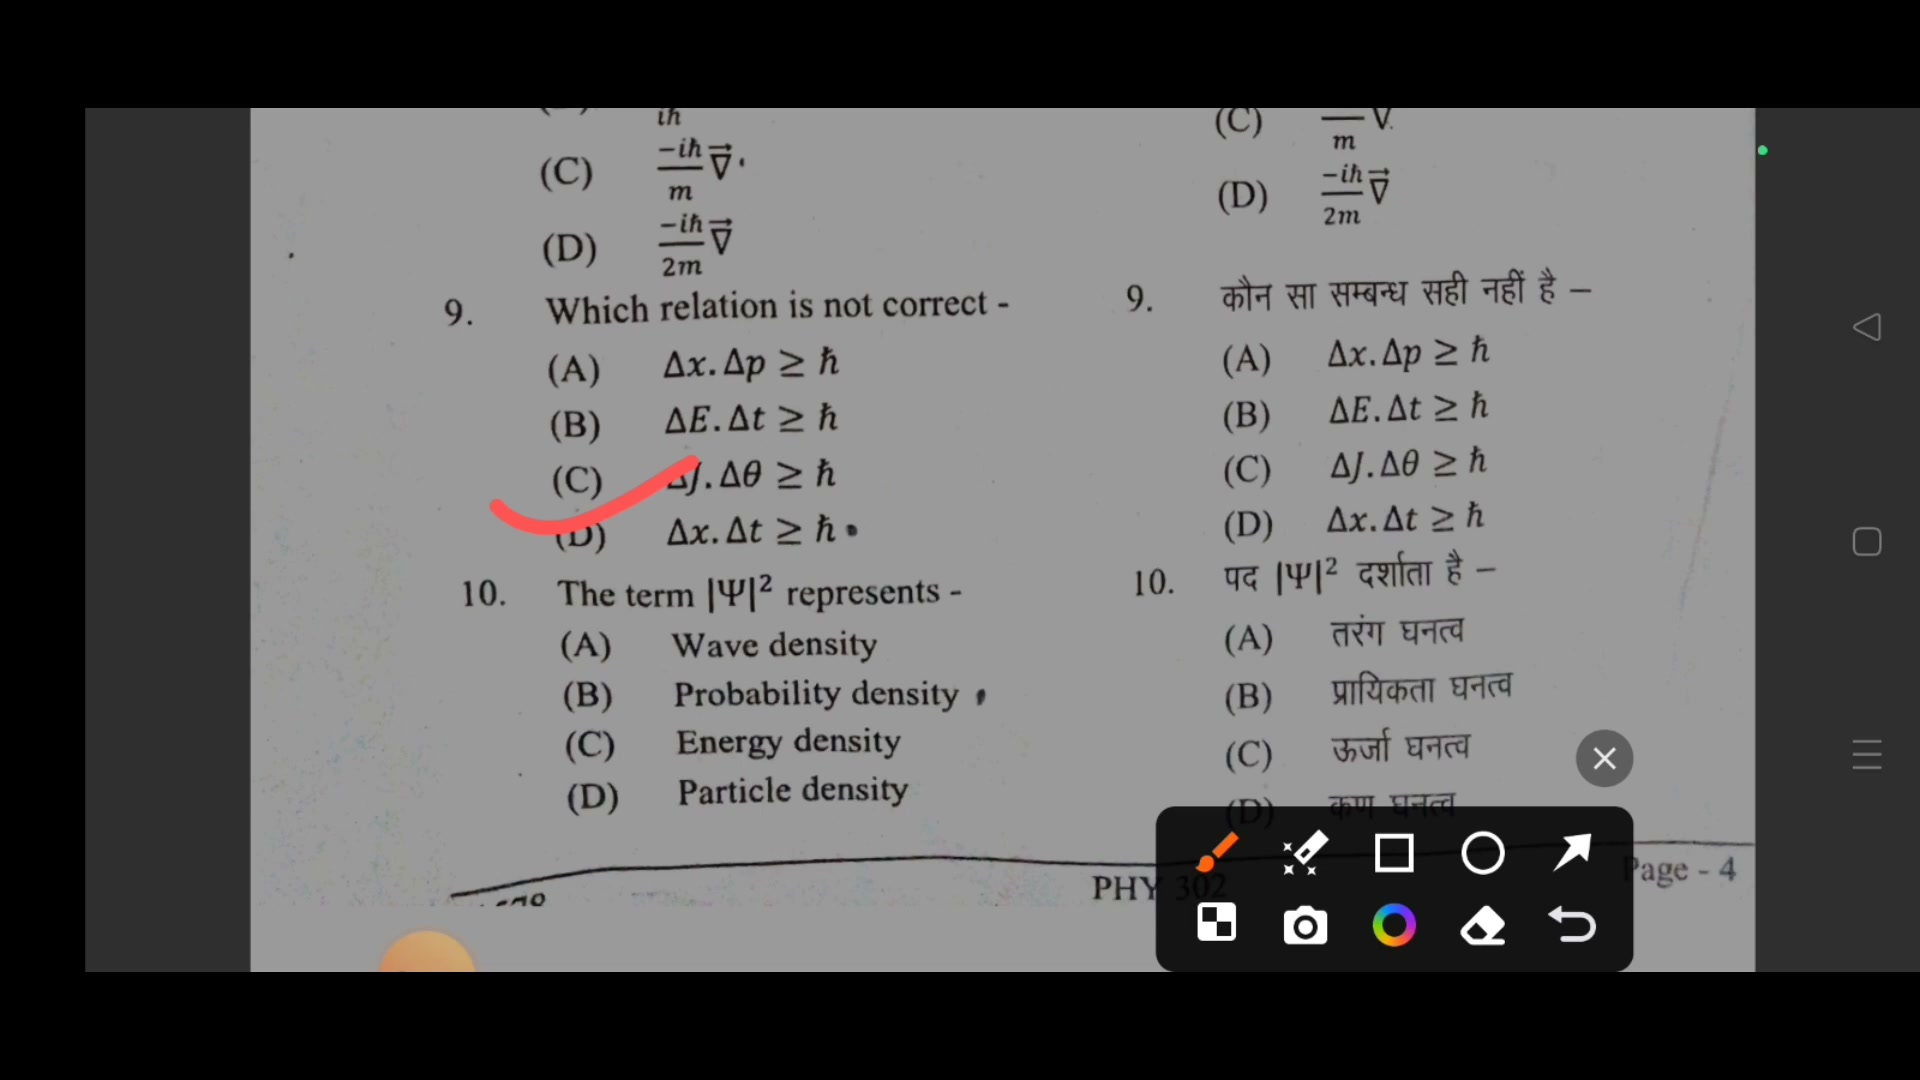 iħ
(C) −iħ/m ∇⃗
(D) −iħ/2m ∇⃗
9. Which relation is not correct -
(A) Δx.Δp ≥ ħ
(B) ΔE.Δt ≥ ħ
(C) ΔJ.Δθ ≥ ħ
(D) Δx.Δt ≥ ħ
10. The term |Ψ|² represents -
(A) Wave density
(B) Probability density
(C) Energy density
(D) Particle density
(C) m ∇
(D) −iħ/2m ∇⃗
9. कौन सा सम्बन्ध सही नहीं है –
(A) Δx.Δp ≥ ħ
(B) ΔE.Δt ≥ ħ
(C) ΔJ.Δθ ≥ ħ
(D) Δx.Δt ≥ ħ
10. पद |Ψ|² दर्शाता है –
(A) तरंग घनत्व
(B) प्रायिकता घनत्व
(C) ऊर्जा घनत्व
(D) कण घनत्व
PHY 302
Page - 4